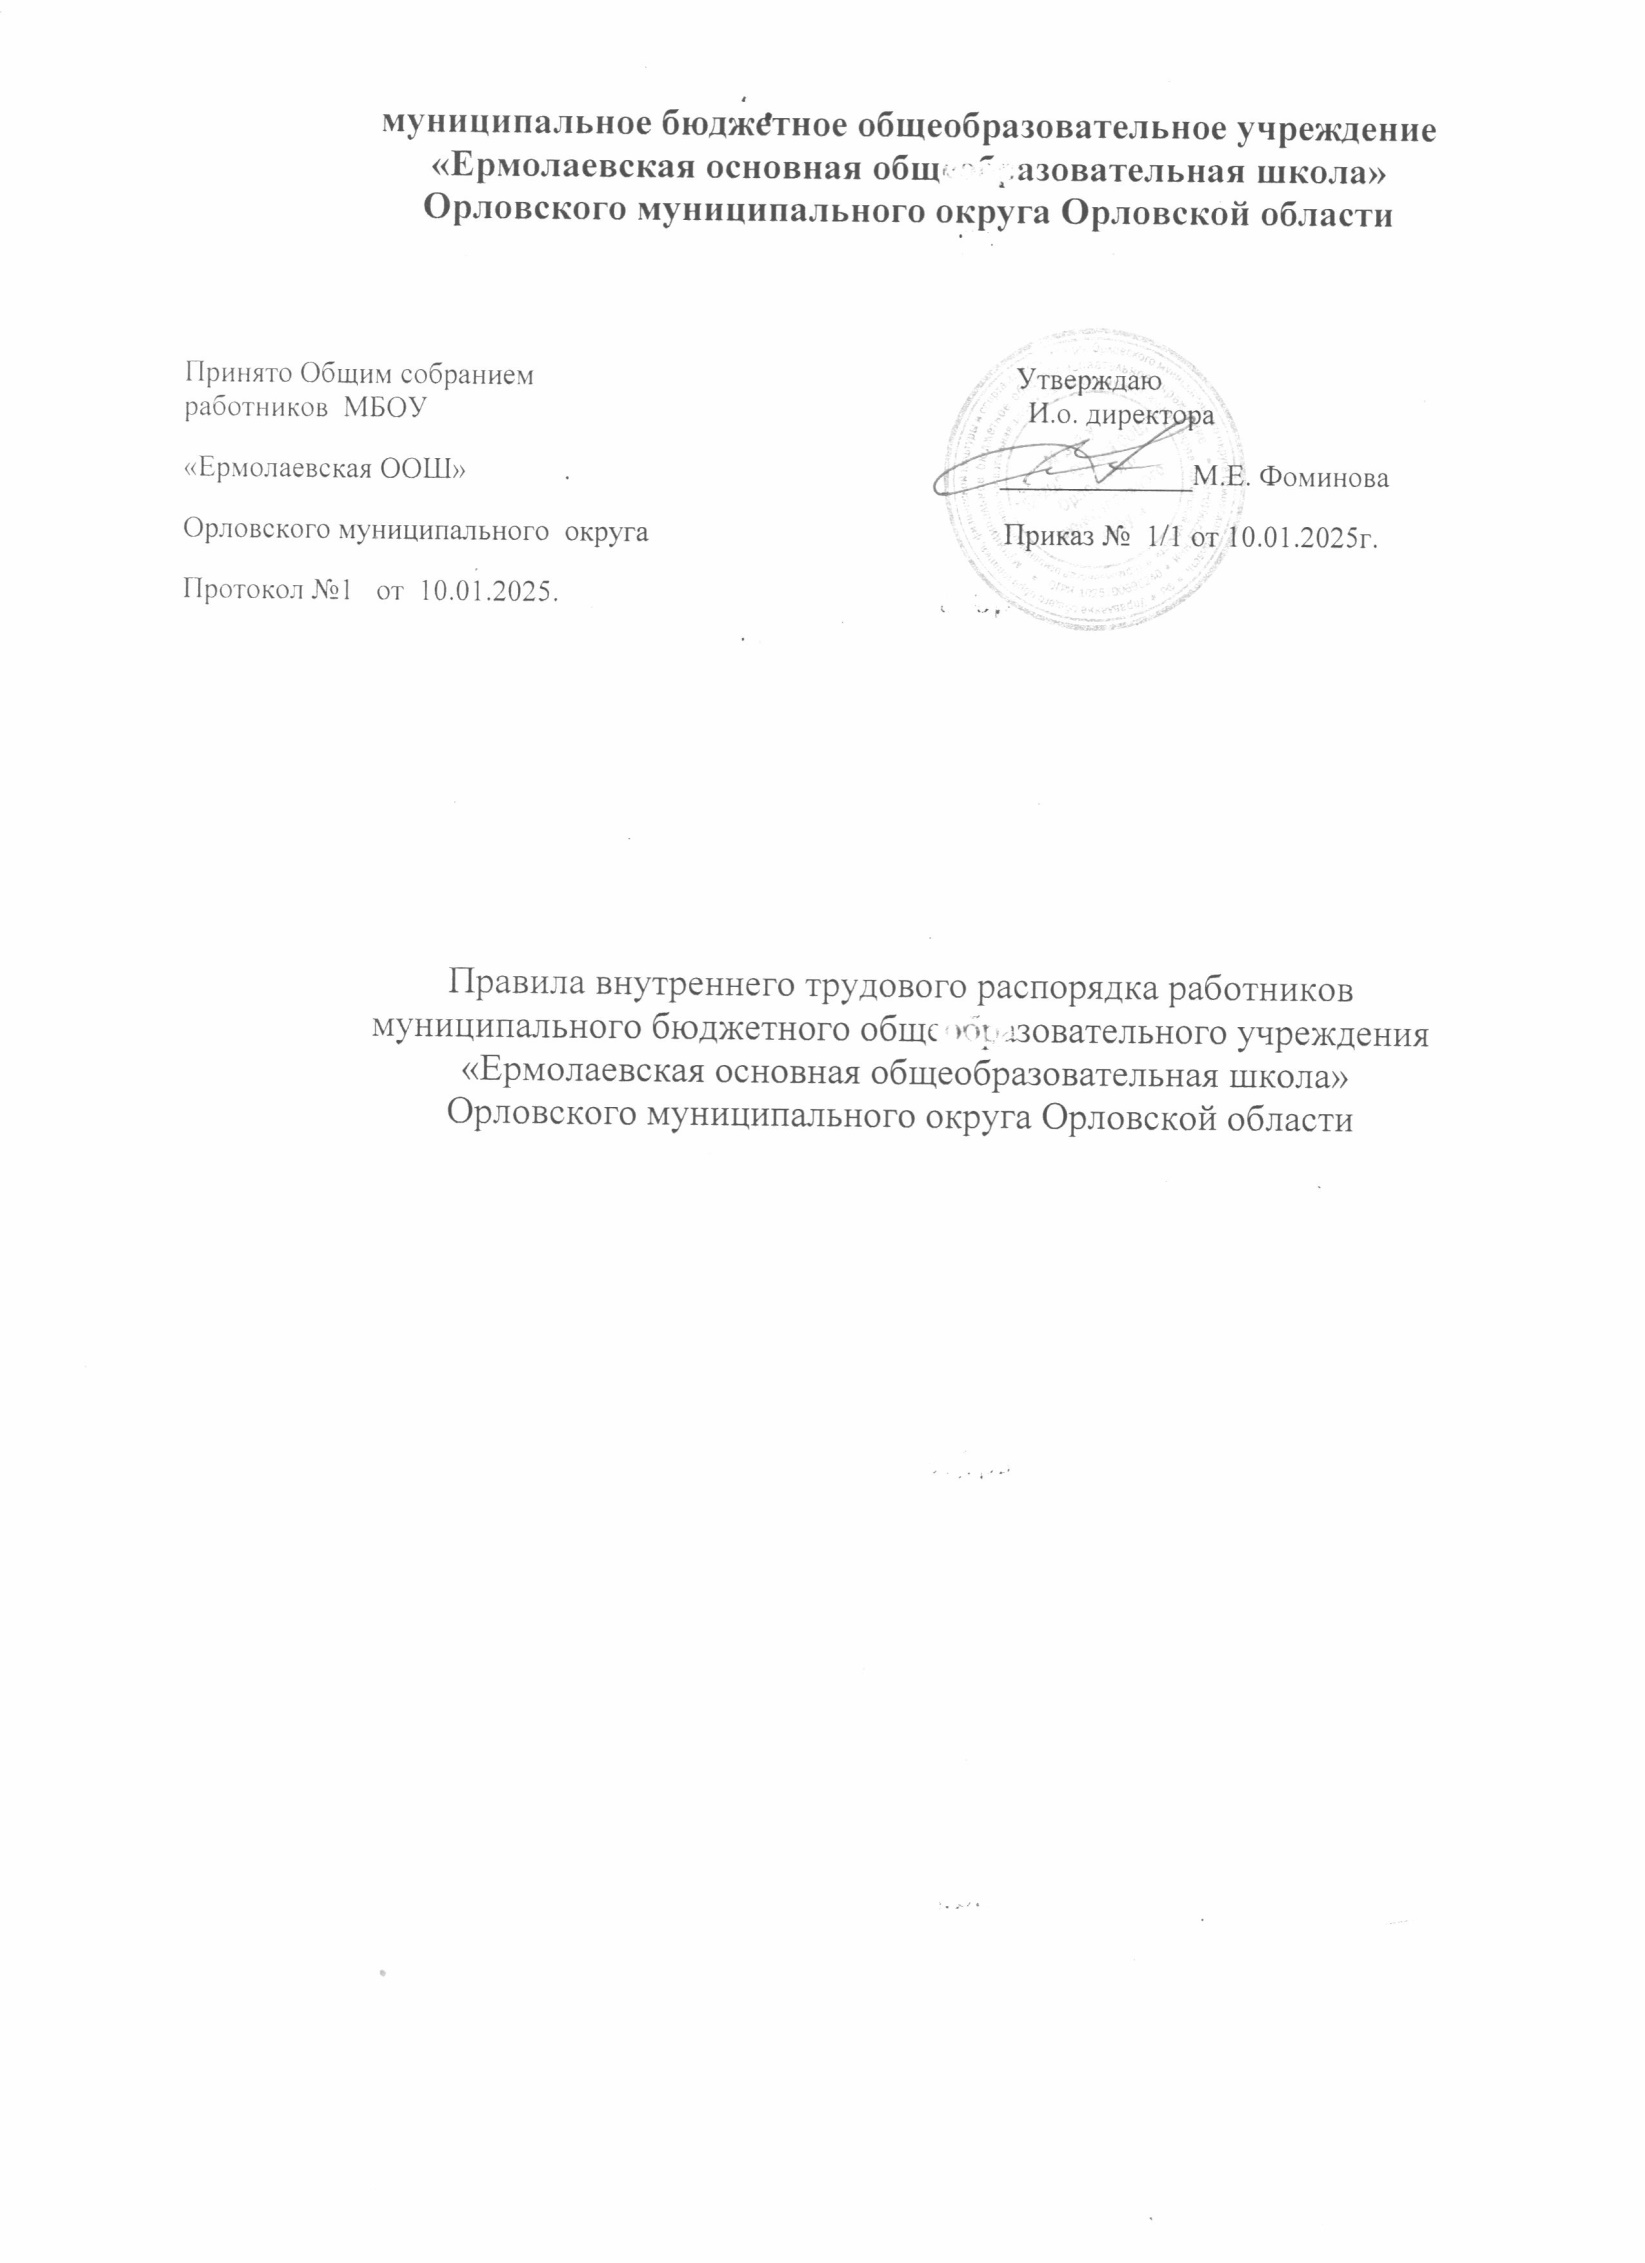 муниципальное бюджетное общеобразовательное учреждение
«Ермолаевская основная общеобразовательная школа»
Орловского муниципального округа Орловской области
Принято Общим собранием
работников МБОУ
«Ермолаевская ООШ»
Орловского муниципального округа
Протокол №1 от 10.01.2025.
Утверждаю
И.о. директора
М.Е. Фоминова
Приказ № 1/1 от 10.01.2025г.
Правила внутреннего трудового распорядка работников
муниципального бюджетного общеобразовательного учреждения
«Ермолаевская основная общеобразовательная школа»
Орловского муниципального округа Орловской области